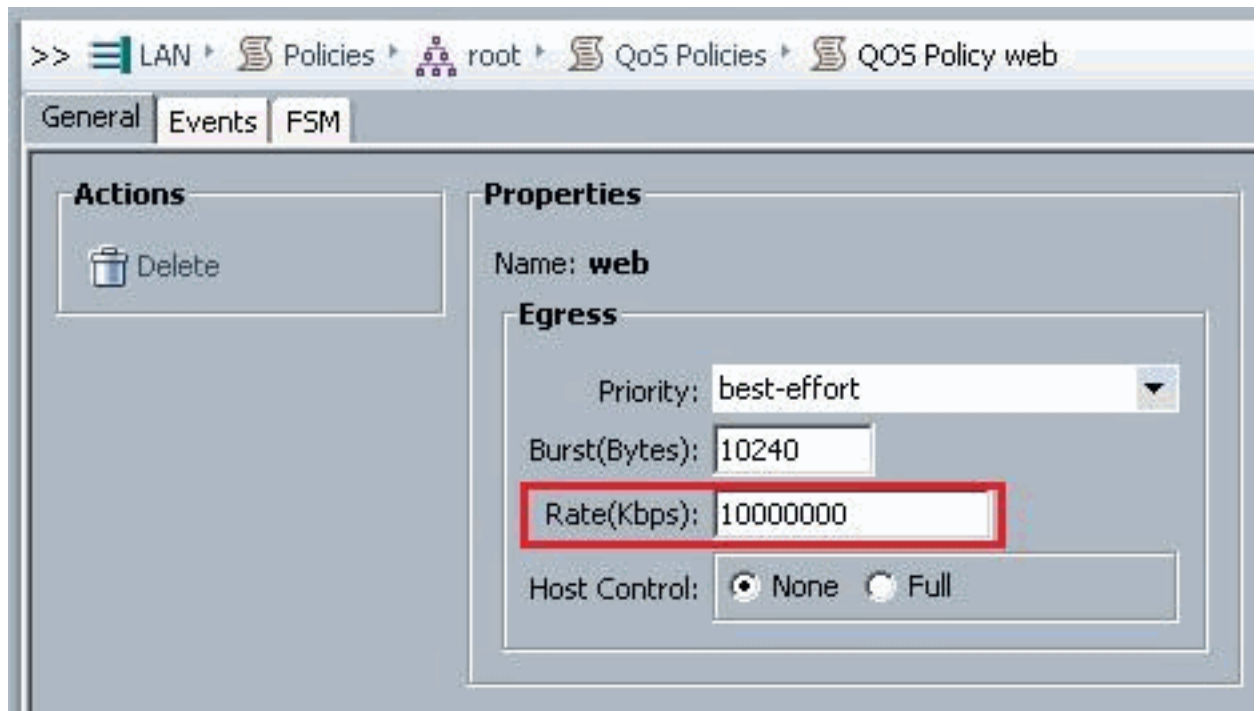 >> LAN Policies root QoS Policies QOS Policy web
General Events FSM
Actions
Delete
Properties
Name: web
Egress
Priority: best-effort
Burst(Bytes): 10240
Rate(Kbps): 10000000
Host Control: None Full